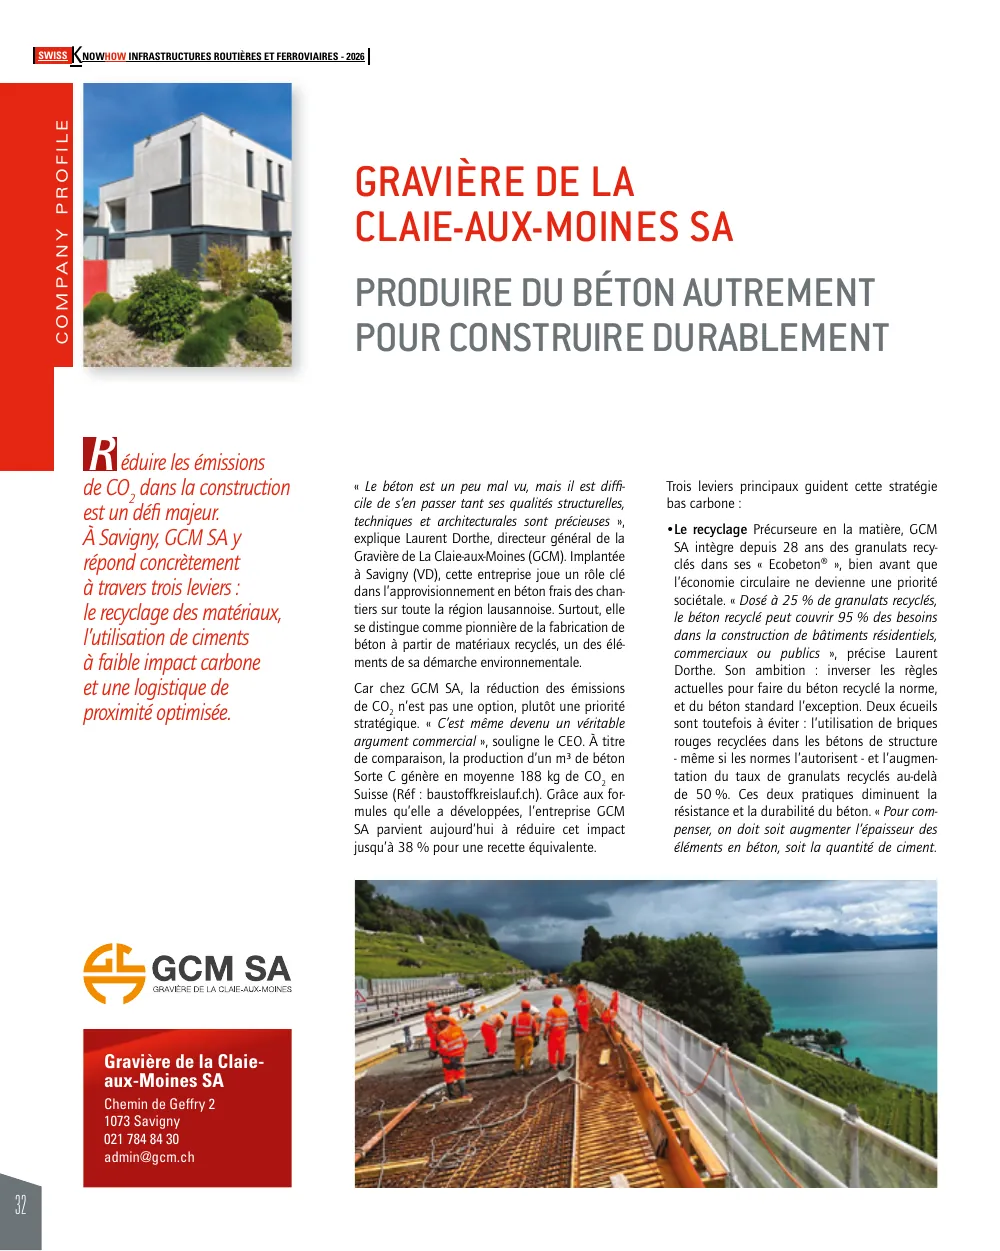 SWISS KNOWHOW INFRASTRUCTURES ROUTIÈRES ET FERROVIAIRES - 2026
COMPANY PROFILE
GRAVIÈRE DE LA
CLAIE-AUX-MOINES SA
PRODUIRE DU BÉTON AUTREMENT
POUR CONSTRUIRE DURABLEMENT
Réduire les émissions
de CO2 dans la construction
est un défi majeur.
À Savigny, GCM SA y
répond concrètement
à travers trois leviers :
le recyclage des matériaux,
l’utilisation de ciments
à faible impact carbone
et une logistique de
proximité optimisée.
« Le béton est un peu mal vu, mais il est diffi-
cile de s’en passer tant ses qualités structurelles,
techniques et architecturales sont précieuses »,
explique Laurent Dorthe, directeur général de la
Gravière de La Claie-aux-Moines (GCM). Implantée
à Savigny (VD), cette entreprise joue un rôle clé
dans l’approvisionnement en béton frais des chan-
tiers sur toute la région lausannoise. Surtout, elle
se distingue comme pionnière de la fabrication de
béton à partir de matériaux recyclés, un des élé-
ments de sa démarche environnementale.
Car chez GCM SA, la réduction des émissions
de CO2 n’est pas une option, plutôt une priorité
stratégique. « C’est même devenu un véritable
argument commercial », souligne le CEO. À titre
de comparaison, la production d’un m³ de béton
Sorte C génère en moyenne 188 kg de CO2 en
Suisse (Réf : baustoffkreislauf.ch). Grâce aux for-
mules qu’elle a développées, l’entreprise GCM
SA parvient aujourd’hui à réduire cet impact
jusqu’à 38 % pour une recette équivalente.
Trois leviers principaux guident cette stratégie
bas carbone :
•Le recyclage Précurseure en la matière, GCM
SA intègre depuis 28 ans des granulats recy-
clés dans ses « Ecobeton® », bien avant que
l’économie circulaire ne devienne une priorité
sociétale. « Dosé à 25 % de granulats recyclés,
le béton recyclé peut couvrir 95 % des besoins
dans la construction de bâtiments résidentiels,
commerciaux ou publics », précise Laurent
Dorthe. Son ambition : inverser les règles
actuelles pour faire du béton recyclé la norme,
et du béton standard l’exception. Deux écueils
sont toutefois à éviter : l’utilisation de briques
rouges recyclées dans les bétons de structure
- même si les normes l’autorisent - et l’augmen-
tation du taux de granulats recyclés au-delà
de 50 %. Ces deux pratiques diminuent la
résistance et la durabilité du béton. « Pour com-
penser, on doit soit augmenter l’épaisseur des
éléments en béton, soit la quantité de ciment.
GCM SA
GRAVIÈRE DE LA CLAIE-AUX-MOINES
Gravière de la Claie-
aux-Moines SA
Chemin de Geffry 2
1073 Savigny
021 784 84 30
admin@gcm.ch
32